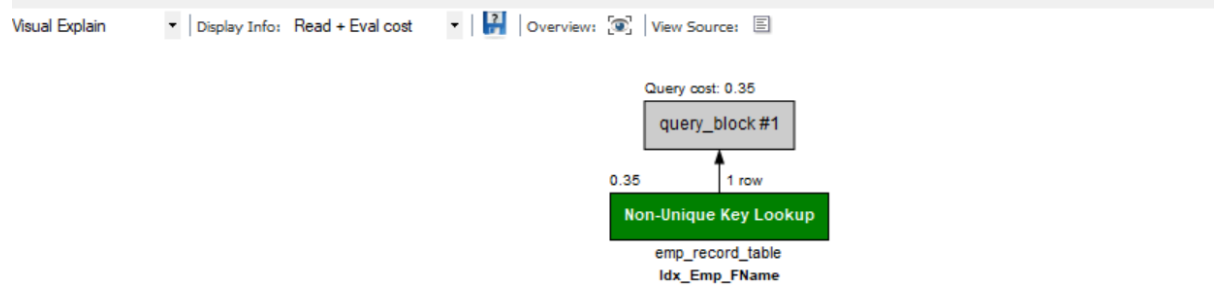 Visual Explain Display Info: Read + Eval cost Overview: View Source:
Query cost: 0.35
query_block #1
0.35 1 row
Non-Unique Key Lookup
emp_record_table
Idx_Emp_FName